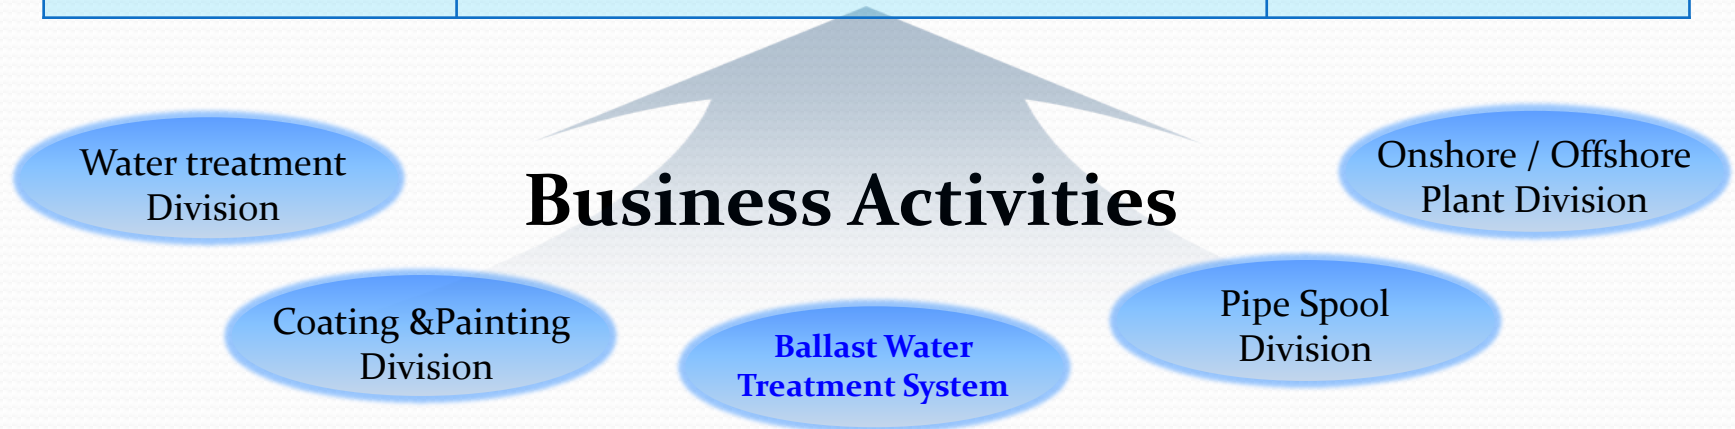 Water treatment
Division
Business Activities
Onshore / Offshore
Plant Division
Coating &Painting
Division
Ballast Water
Treatment System
Pipe Spool
Division